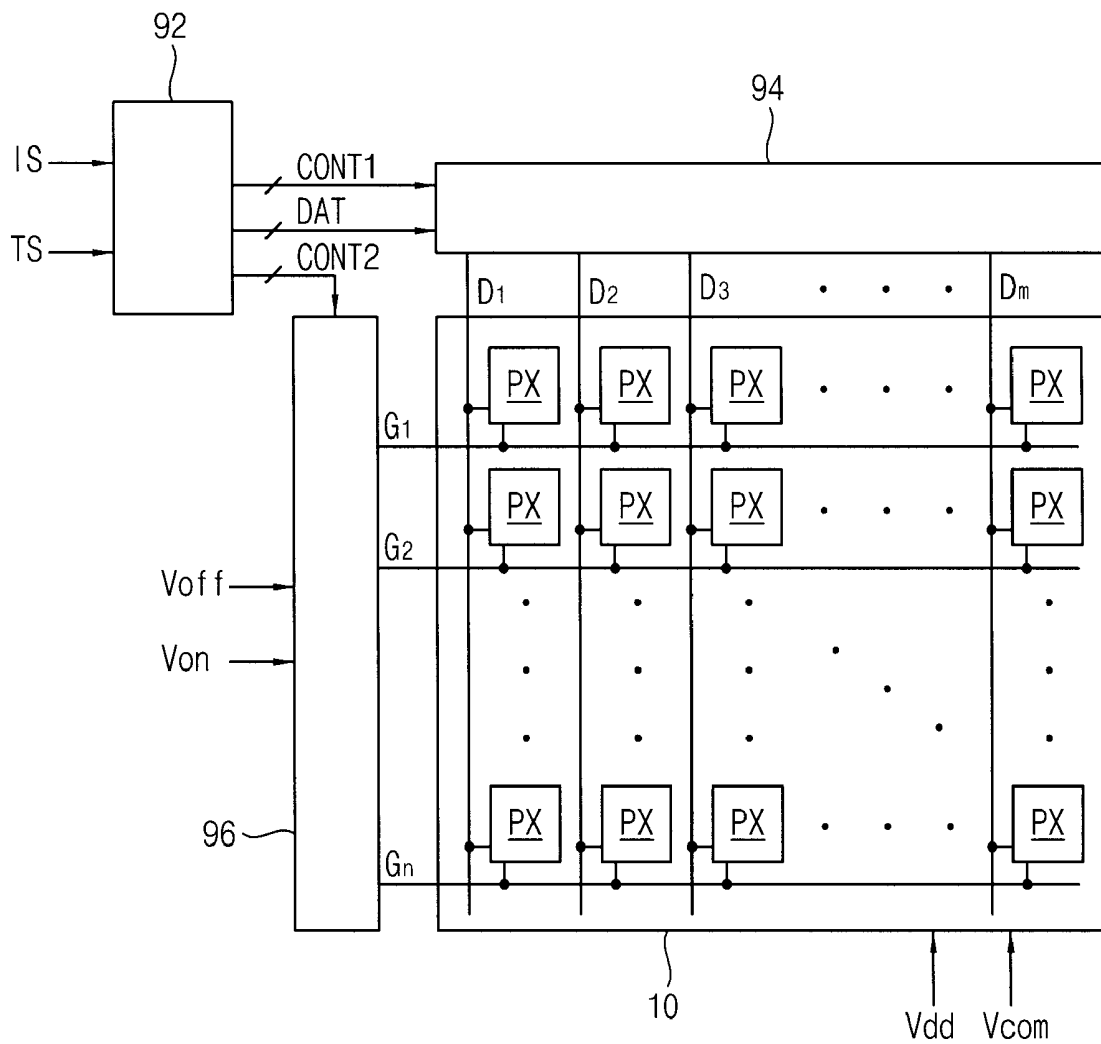 92
94
IS
CONT1
DAT
TS
CONT2
D1 D2 D3 Dm
PX PX PX PX
G1
PX PX PX PX
G2
Voff
Von
PX PX PX PX
96
Gn
10
Vdd Vcom